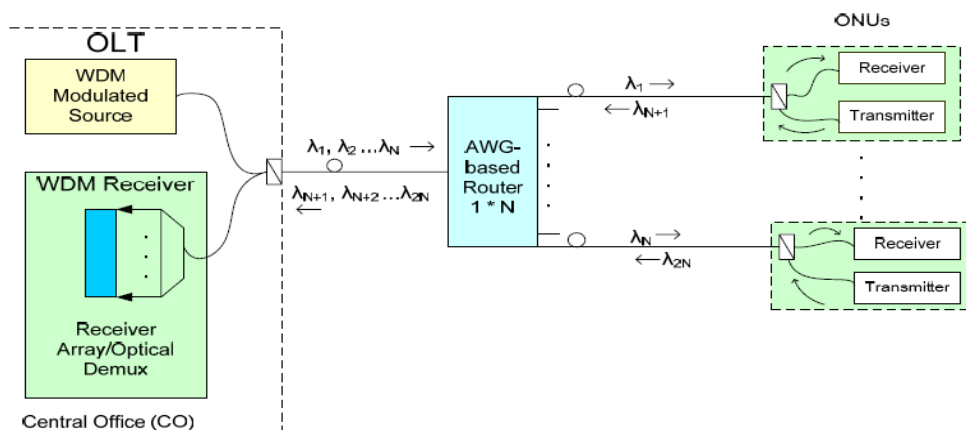 OLT
WDM
Modulated
Source
WDM Receiver
Receiver
Array/Optical
Demux
Central Office (CO)
λ1, λ2 ...λN →
λN+1, λN+2 ...λ2N
←
AWG-
based
Router
1 * N
ONUs
λ1 →
←λN+1
Receiver
Transmitter
λN →
←λ2N
Receiver
Transmitter